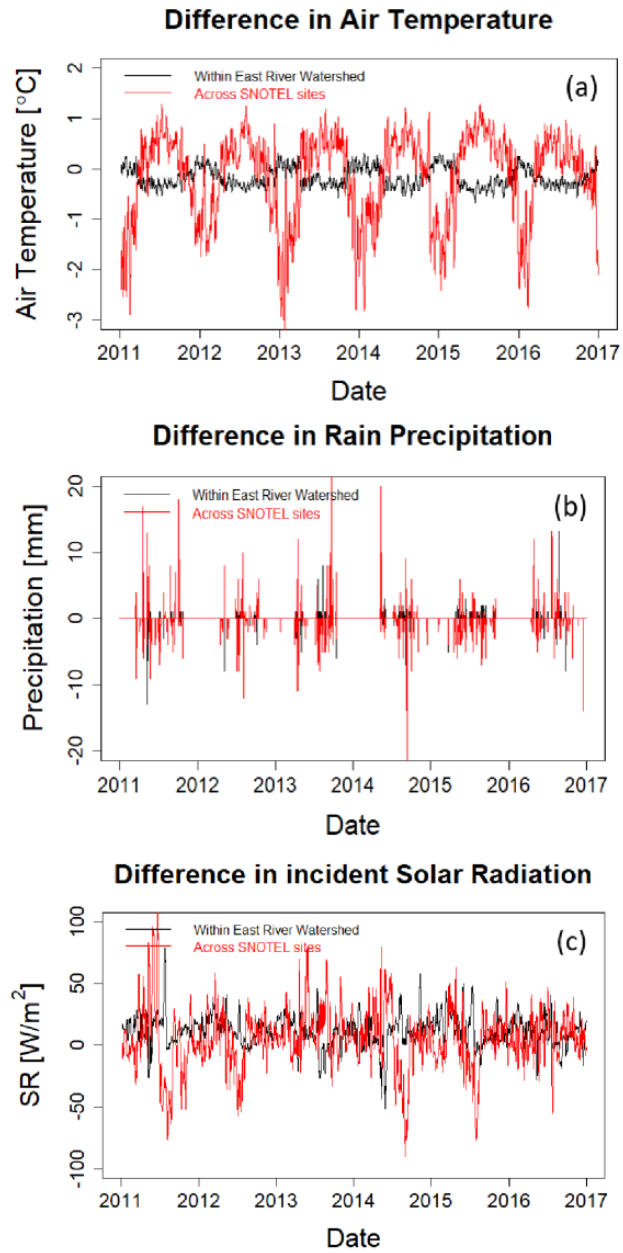 Difference in Air Temperature
Within East River Watershed
Across SNOTEL sites
(a)
Air Temperature [°C]
2
1
0
-1
-2
-3
2011 2012 2013 2014 2015 2016 2017
Date
Difference in Rain Precipitation
Within East River Watershed
Across SNOTEL sites
(b)
Precipitation [mm]
20
10
0
-10
-20
2011 2012 2013 2014 2015 2016 2017
Date
Difference in incident Solar Radiation
Within East River Watershed
Across SNOTEL sites
(c)
SR [W/m²]
100
50
0
-50
-100
2011 2012 2013 2014 2015 2016 2017
Date